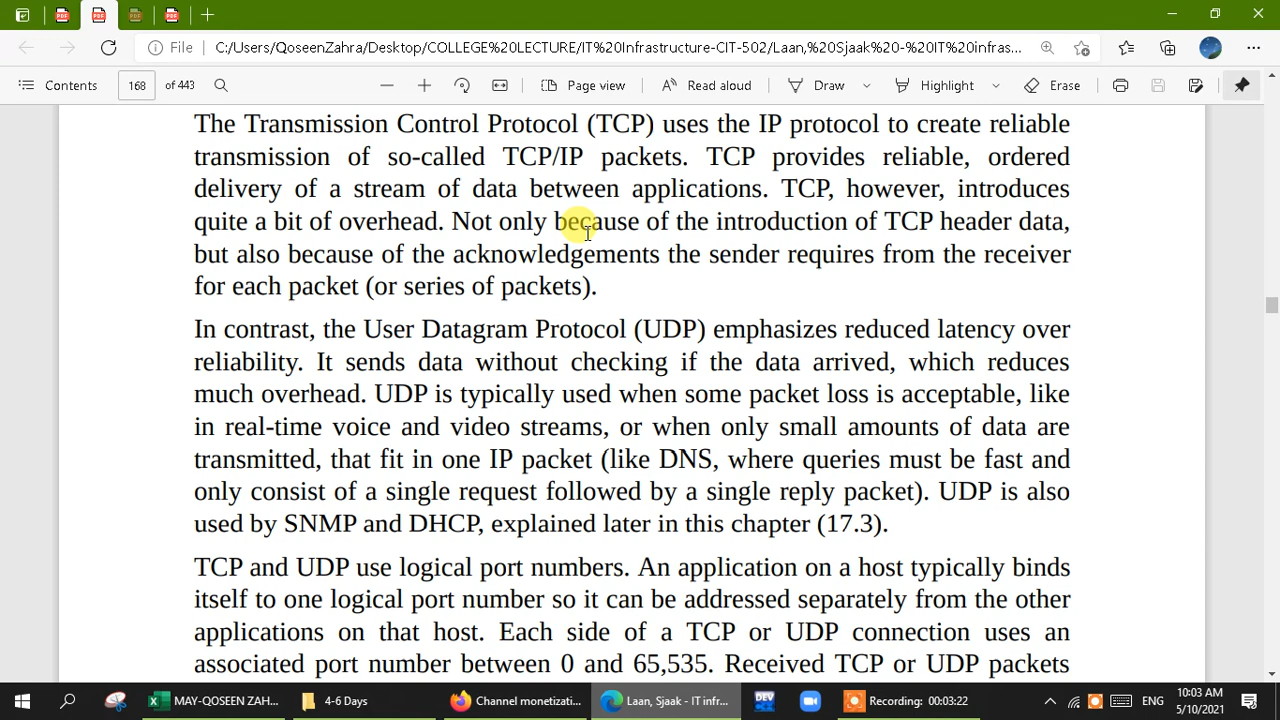 File
C:/Users/QoseenZahra/Desktop/COLLEGE%20LECTURE/IT%20Infrastructure-CIT-502/Laan,%20Sjaak%20-%20IT%20infras...
Contents 168 of 443 Page view Read aloud Draw Highlight Erase
The Transmission Control Protocol (TCP) uses the IP protocol to create reliable
transmission of so-called TCP/IP packets. TCP provides reliable, ordered
delivery of a stream of data between applications. TCP, however, introduces
quite a bit of overhead. Not only because of the introduction of TCP header data,
but also because of the acknowledgements the sender requires from the receiver
for each packet (or series of packets).
In contrast, the User Datagram Protocol (UDP) emphasizes reduced latency over
reliability. It sends data without checking if the data arrived, which reduces
much overhead. UDP is typically used when some packet loss is acceptable, like
in real-time voice and video streams, or when only small amounts of data are
transmitted, that fit in one IP packet (like DNS, where queries must be fast and
only consist of a single request followed by a single reply packet). UDP is also
used by SNMP and DHCP, explained later in this chapter (17.3).
TCP and UDP use logical port numbers. An application on a host typically binds
itself to one logical port number so it can be addressed separately from the other
applications on that host. Each side of a TCP or UDP connection uses an
associated port number between 0 and 65,535. Received TCP or UDP packets
MAY-QOSEEN ZAH... 4-6 Days Channel monetizati... Laan, Sjaak - IT infr... DEV Recording: 00:03:22 ENG 10:03 AM
5/10/2021